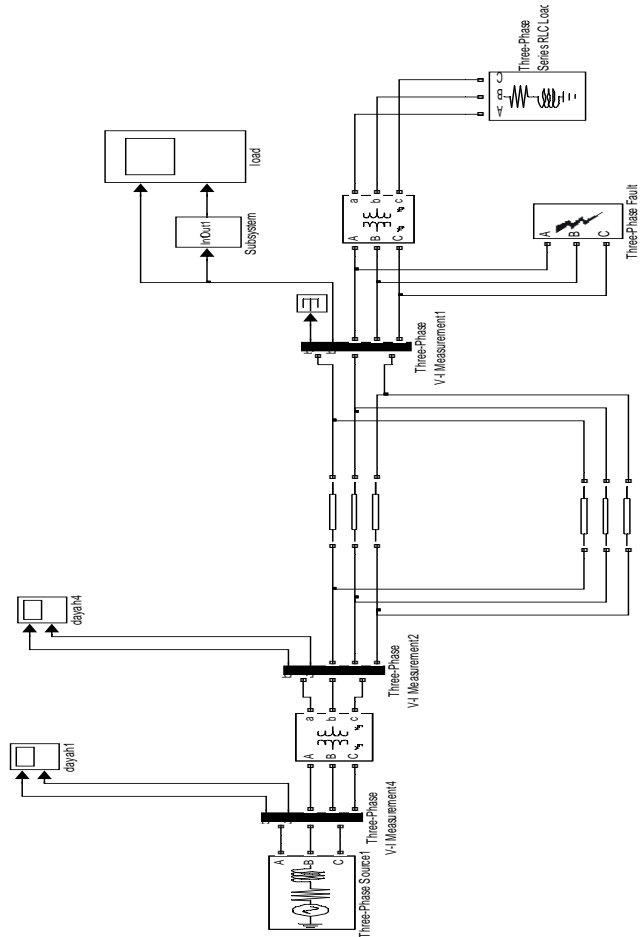 dayah1
dayah4
load
InOut1
Subsystem
A
B
C
Three-Phase Source1
Three-Phase
V-I Measurement4
A
B
C
a
b
c
Three-Phase
V-I Measurement2
Three-Phase
V-I Measurement1
A
B
C
a
b
c
A
B
C
Three-Phase
Series RLC Load
A
B
C
Three-Phase Fault